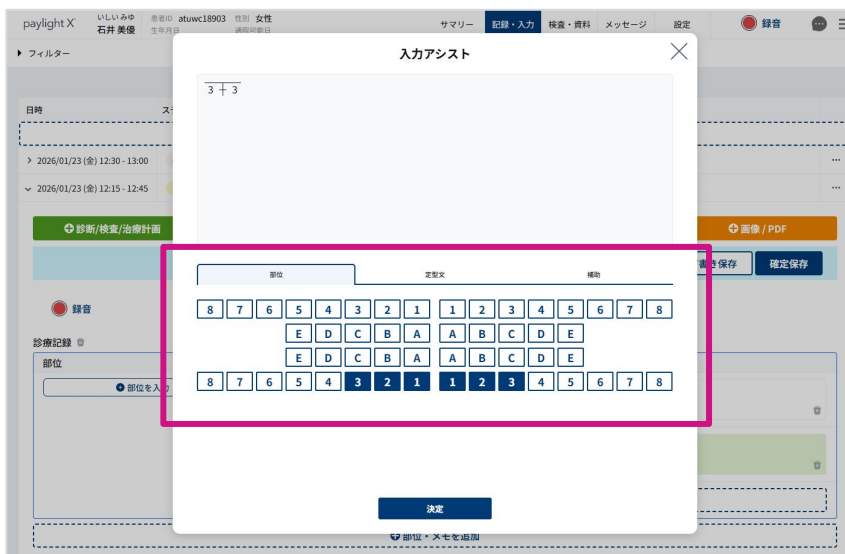 paylight X いしい みゆ 患者ID atuwc18903 性別 女性
石井 美優 生年月日 通院可能日
サマリー 記録・入力 検査・資料 メッセージ 設定 録音
フィルター
入力アシスト
3 + 3
日時
2026/01/23 (金) 12:30 - 13:00
2026/01/23 (金) 12:15 - 12:45
診断/検査/治療計画 画像 / PDF
書き保存 確定保存
部位 定型文 補助
8 7 6 5 4 3 2 1 1 2 3 4 5 6 7 8
E D C B A A B C D E
E D C B A A B C D E
8 7 6 5 4 3 2 1 1 2 3 4 5 6 7 8
録音
診療記録
部位
部位を入力
決定
部位・メモを追加